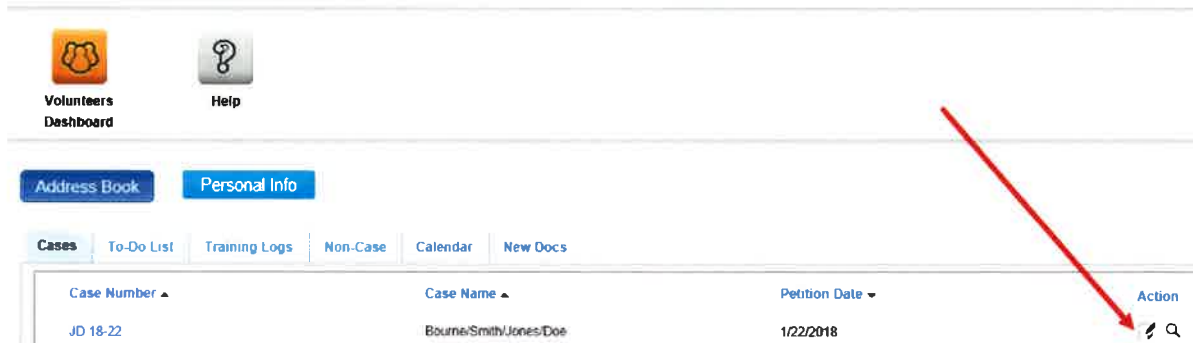 Volunteers Dashboard
Help
Address Book
Personal Info
Cases
To-Do List
Training Logs
Non-Case
Calendar
New Docs
Case Number
Case Name
Petition Date
Action
JD 18-22
Bourne/Smith/Jones/Doe
1/22/2018